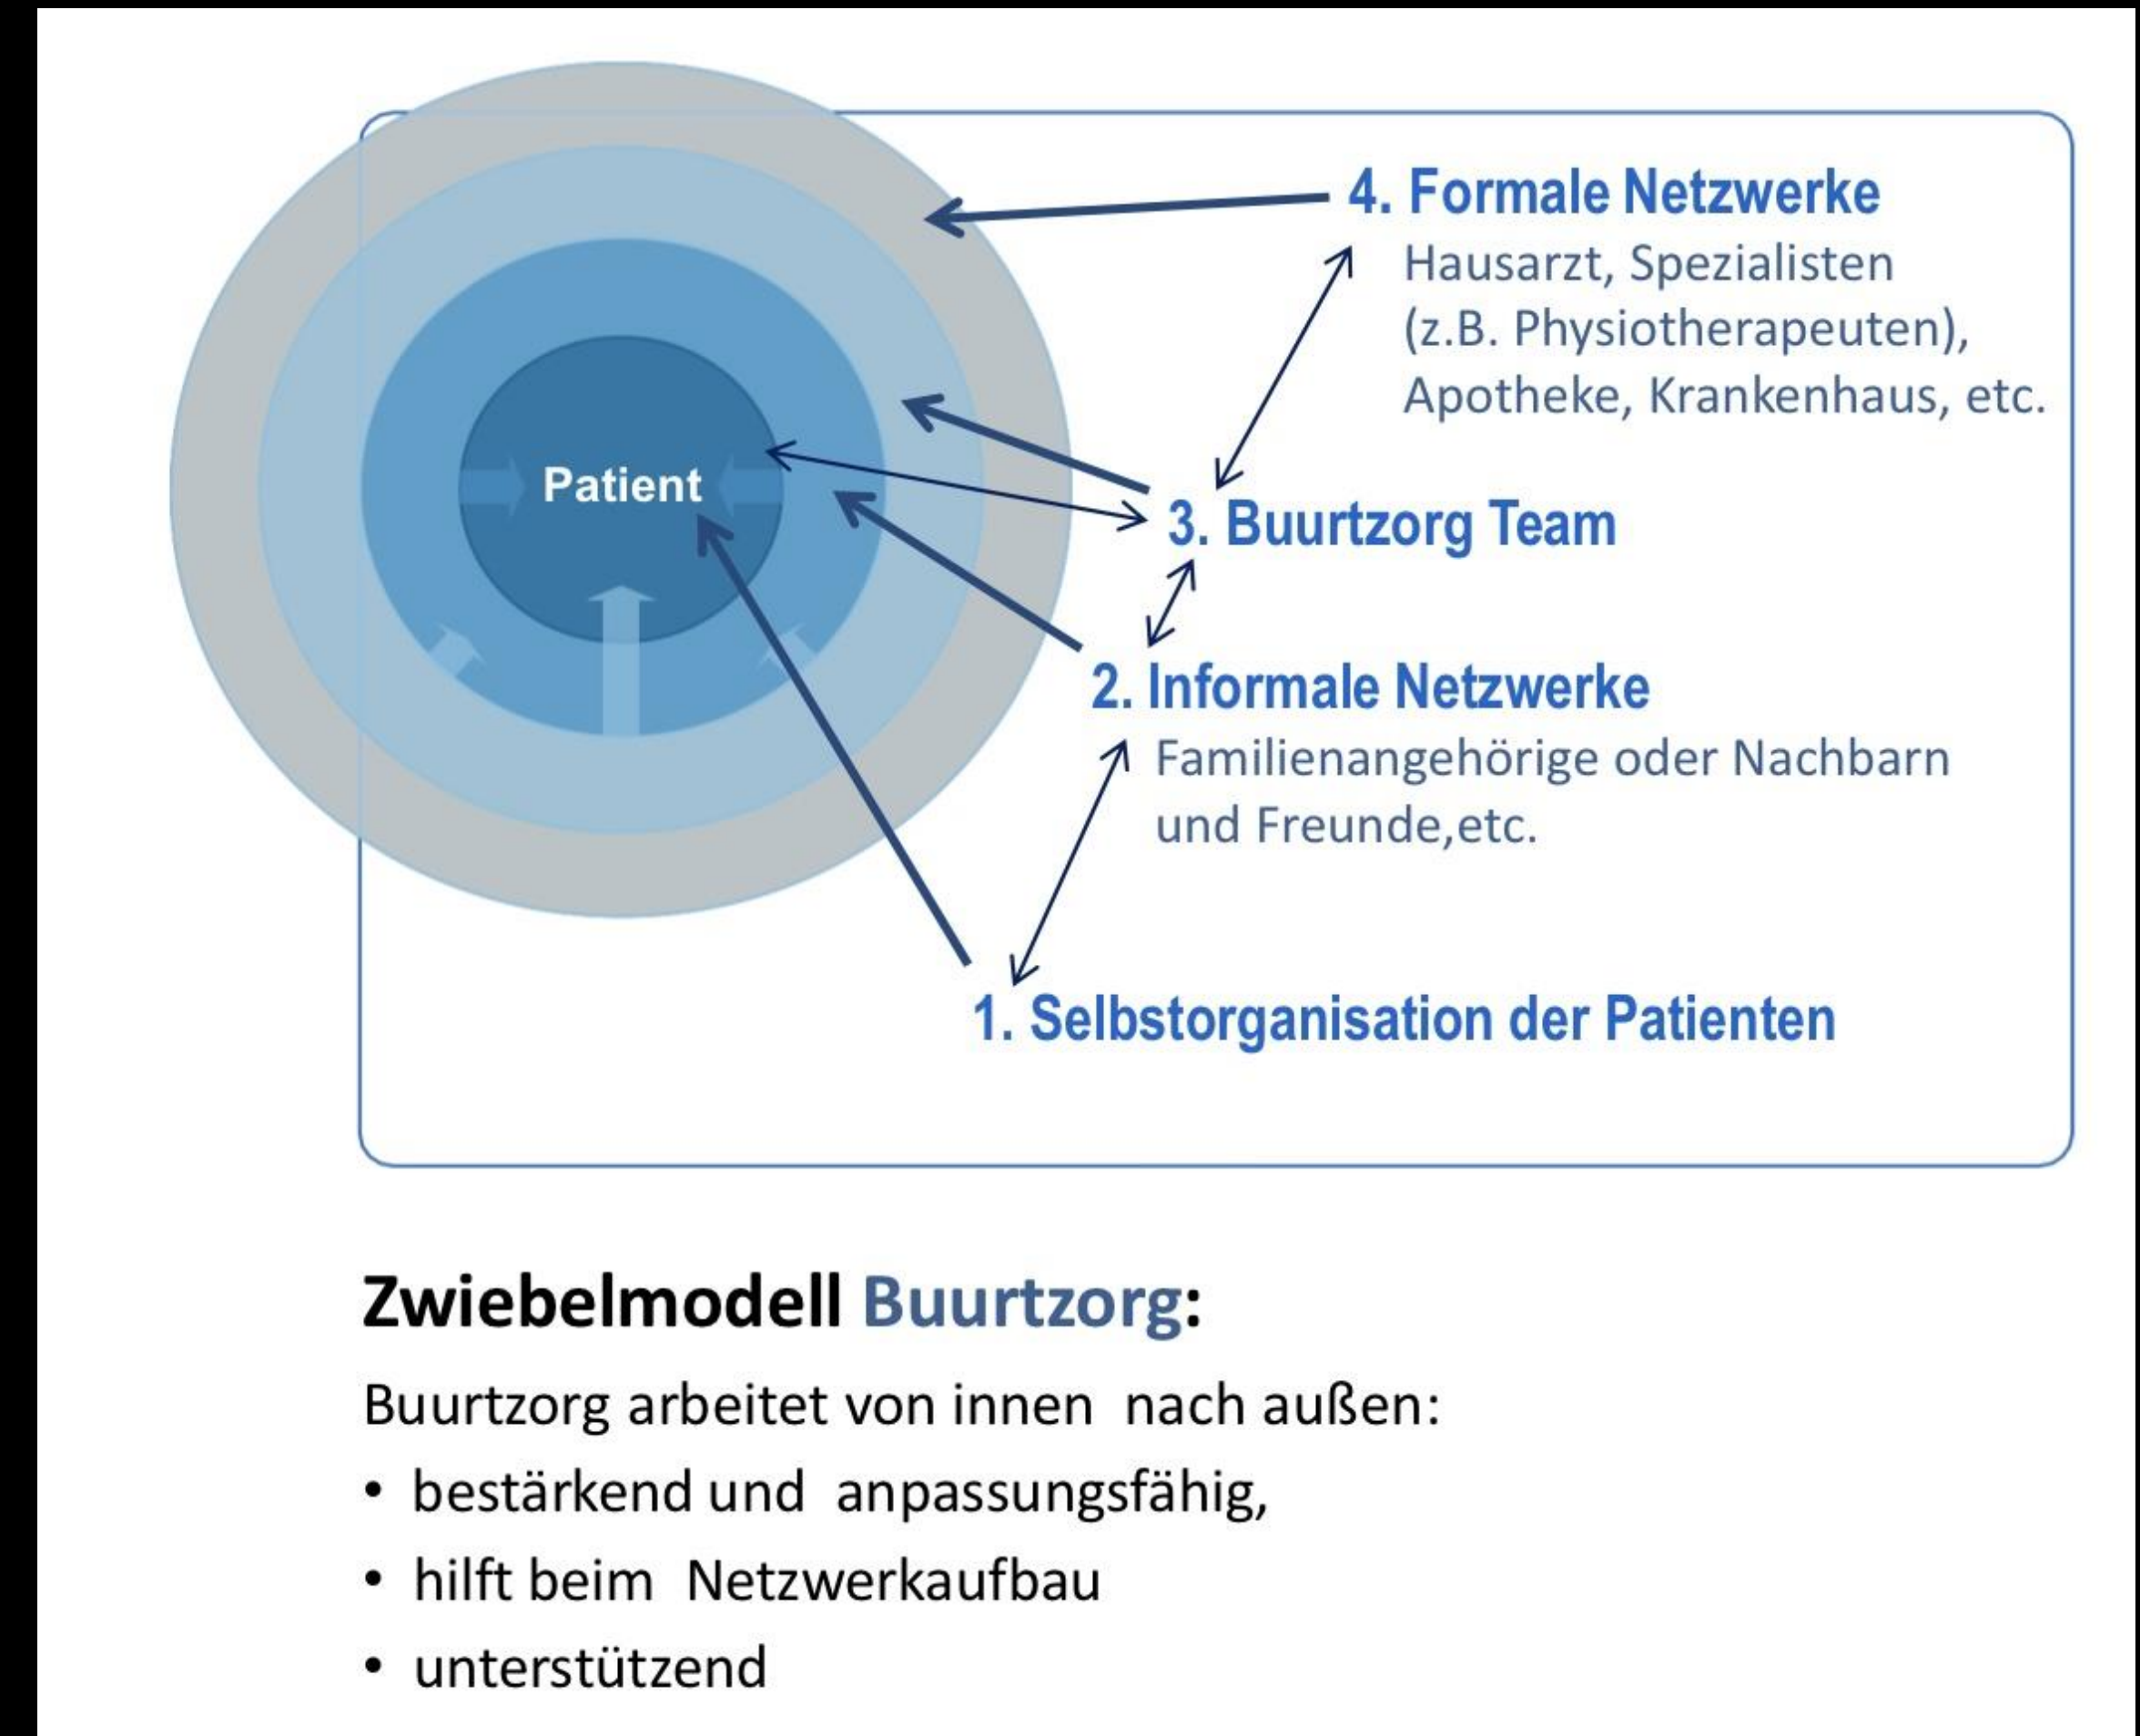 Patient
4. Formale Netzwerke
Hausarzt, Spezialisten
(z.B. Physiotherapeuten),
Apotheke, Krankenhaus, etc.
3. Buurtzorg Team
2. Informale Netzwerke
Familienangehörige oder Nachbarn
und Freunde,etc.
1. Selbstorganisation der Patienten
Zwiebelmodell Buurtzorg:
Buurtzorg arbeitet von innen nach außen:
• bestärkend und anpassungsfähig,
• hilft beim Netzwerkaufbau
• unterstützend